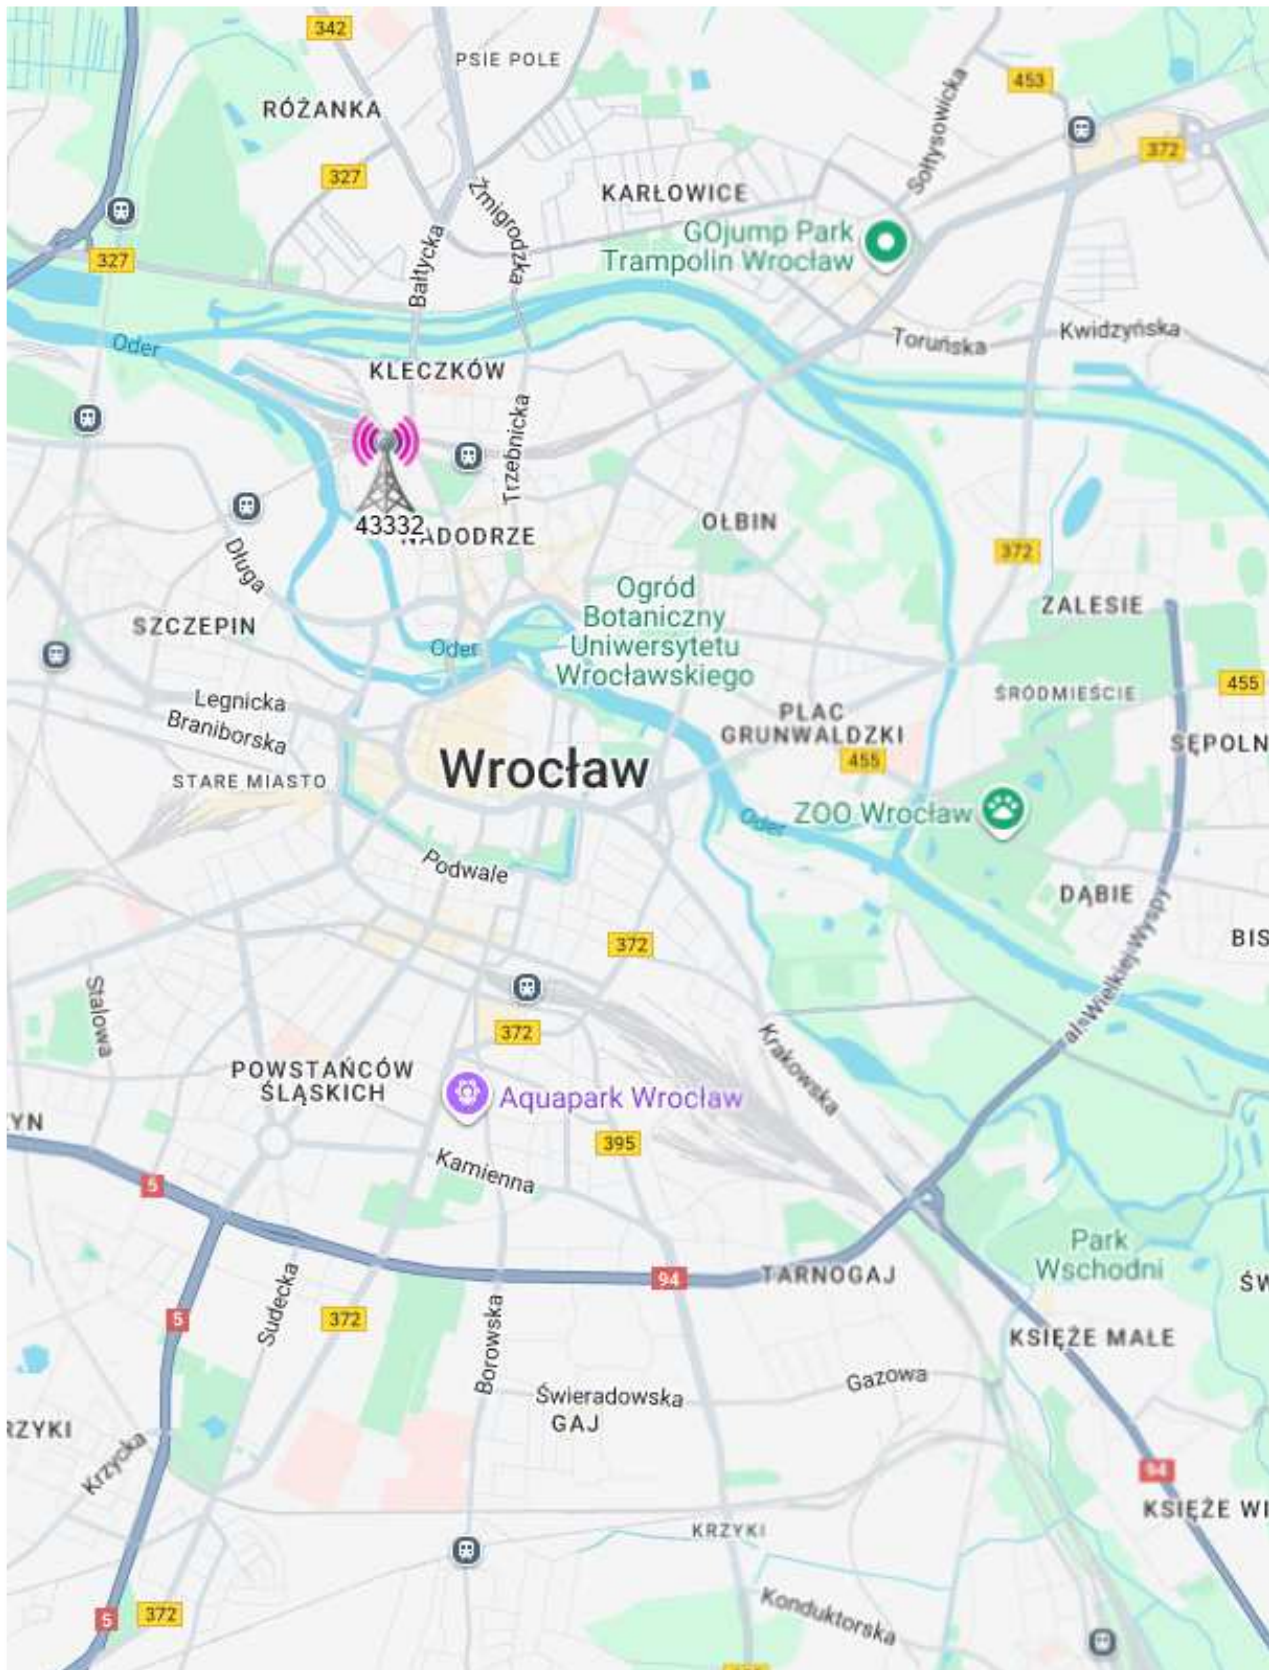 342
PSIE POLE
453
RÓŻANKA
372
327
Sołtysowicka
KARŁOWICE
Żmigrodzka
GOjump Park
Trampolin Wrocław
Bałtycka
327
Oder
Toruńska
Kwidzyńska
KLECZKÓW
Trzebnicka
43332
NADODRZE
OŁBIN
372
Długa
Ogród
Botaniczny
Uniwersytetu
Wrocławskiego
ZALESIE
SZCZEPIN
Oder
455
ŚRÓDMIEŚCIE
Legnicka
Braniborska
PLAC
GRUNWALDZKI
SĘPOLN
455
Wrocław
STARE MIASTO
Oder
ZOO Wrocław
Podwale
DĄBIE
372
BIS
al. Wielkiej Wyspy
Stalowa
372
Krakowska
POWSTAŃCÓW
ŚLĄSKICH
Aquapark Wrocław
YN
395
Kamienna
5
Park
Wschodni
94
TARNOGAJ
ŚW
Sudecka
5
372
KSIĘŻE MAŁE
Borowska
Gazowa
Świeradowska
GAJ
RZYKI
Krzycka
94
KSIĘŻE WI
KRZYKI
5
372
Konduktorska